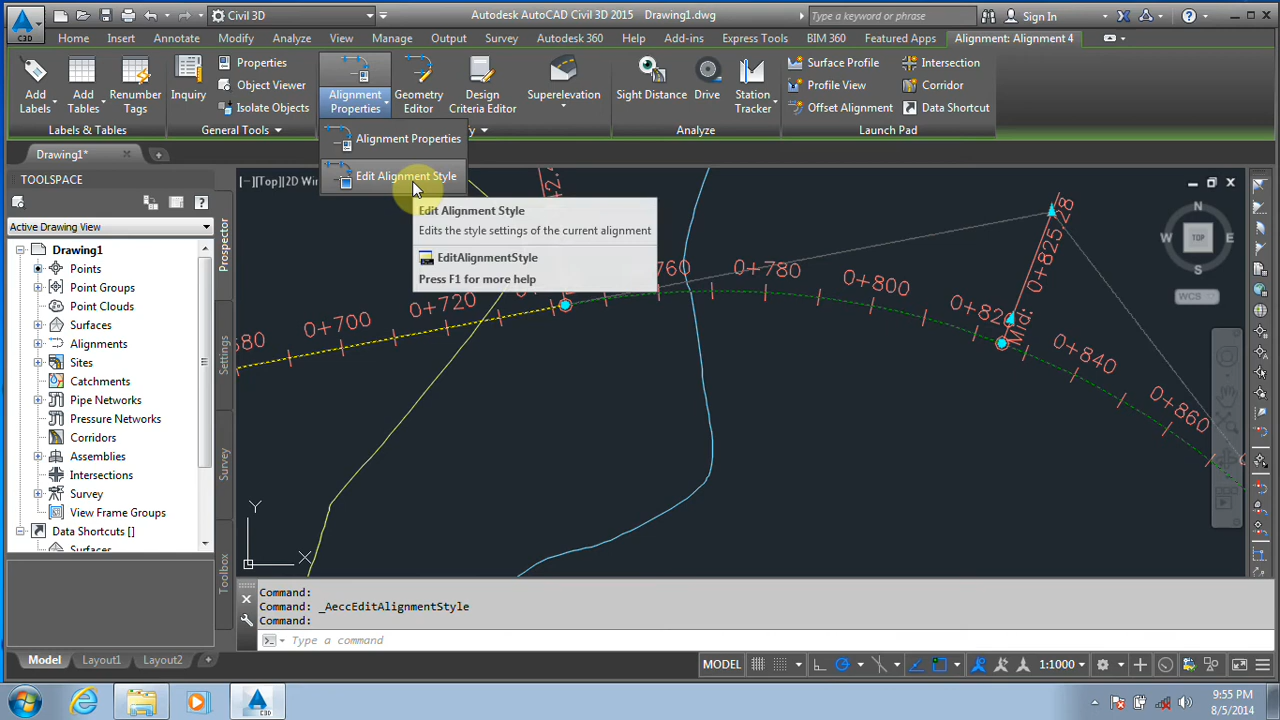 Civil 3D
Autodesk AutoCAD Civil 3D 2015 Drawing1.dwg
Type a keyword or phrase
Sign In
C3D
Home Insert Annotate Modify Analyze View Manage Output Survey Autodesk 360 Help Add-ins Express Tools BIM 360 Featured Apps Alignment: Alignment 4
Add Labels
Add Tables
Renumber Tags
Labels & Tables
Inquiry
Properties
Object Viewer
Isolate Objects
General Tools
Alignment Properties
Geometry Editor
Design Criteria Editor
Superelevation
Sight Distance
Drive
Station Tracker
Analyze
Surface Profile
Profile View
Offset Alignment
Intersection
Corridor
Data Shortcut
Launch Pad
Alignment Properties
Edit Alignment Style
Edit Alignment Style
Edits the style settings of the current alignment
EditAlignmentStyle
Press F1 for more help
Drawing1*
TOOLSPACE
Active Drawing View
Drawing1
Points
Point Groups
Point Clouds
Surfaces
Alignments
Sites
Catchments
Pipe Networks
Pressure Networks
Corridors
Assemblies
Intersections
Survey
View Frame Groups
Data Shortcuts []
Surfaces
Prospector
Settings
Survey
Toolbox
[−][Top][2D Wir
80
0+700
0+720
760
0+780
0+800
0+820
0+840
0+860
0+825.28
Mid:
N
W TOP E
S
WCS
Y
X
Command:
Command: _AeccEditAlignmentStyle
Command:
Type a command
Model Layout1 Layout2
MODEL
1:1000
C3D
9:55 PM
8/5/2014